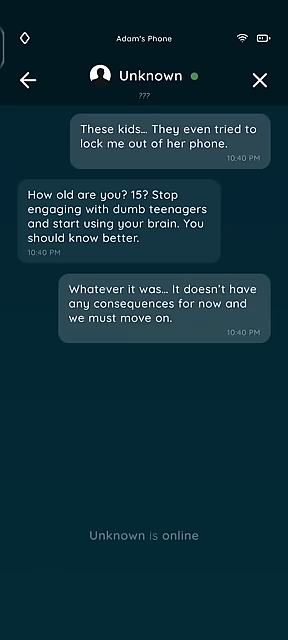 Adam's Phone
Unknown
???
These kids... They even tried to
lock me out of her phone.
10:40 PM
How old are you? 15? Stop
engaging with dumb teenagers
and start using your brain. You
should know better.
10:40 PM
Whatever it was... It doesn't have
any consequences for now and
we must move on.
10:40 PM
Unknown is online